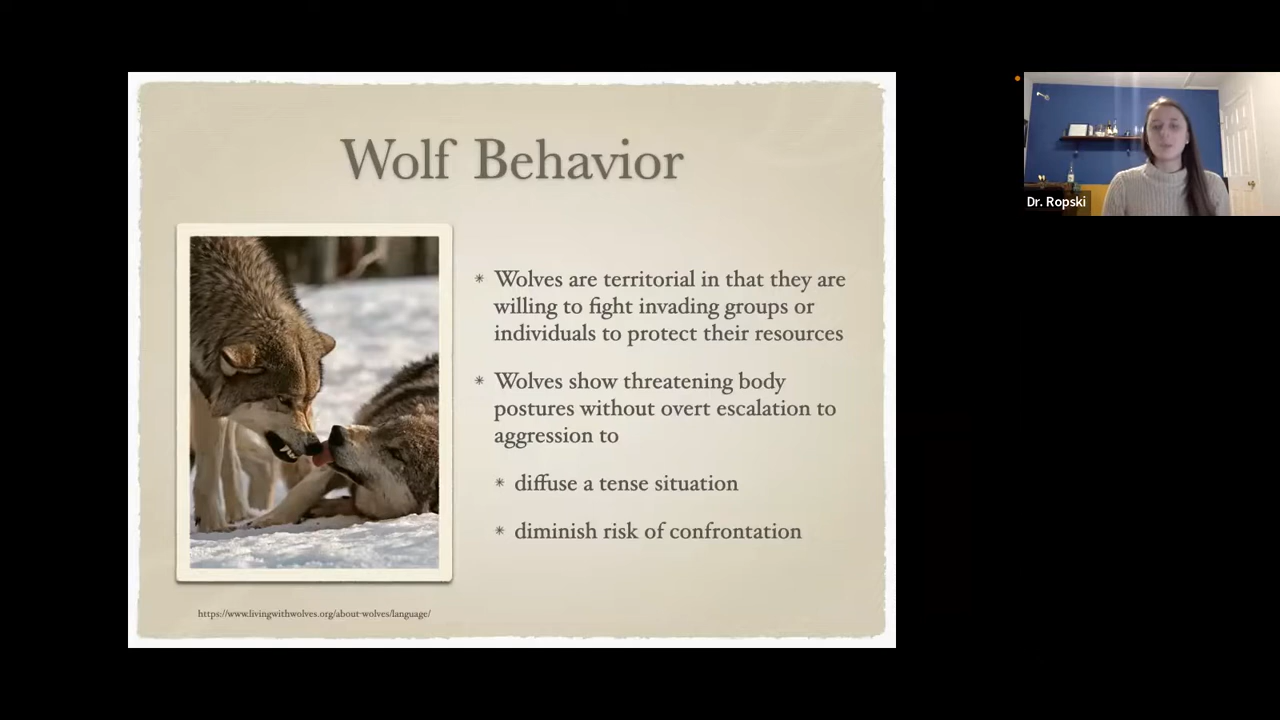 Wolf Behavior
* Wolves are territorial in that they are
willing to fight invading groups or
individuals to protect their resources
* Wolves show threatening body
postures without overt escalation to
aggression to
* diffuse a tense situation
* diminish risk of confrontation
https://www.livingwithwolves.org/about-wolves/language/
Dr. Ropski